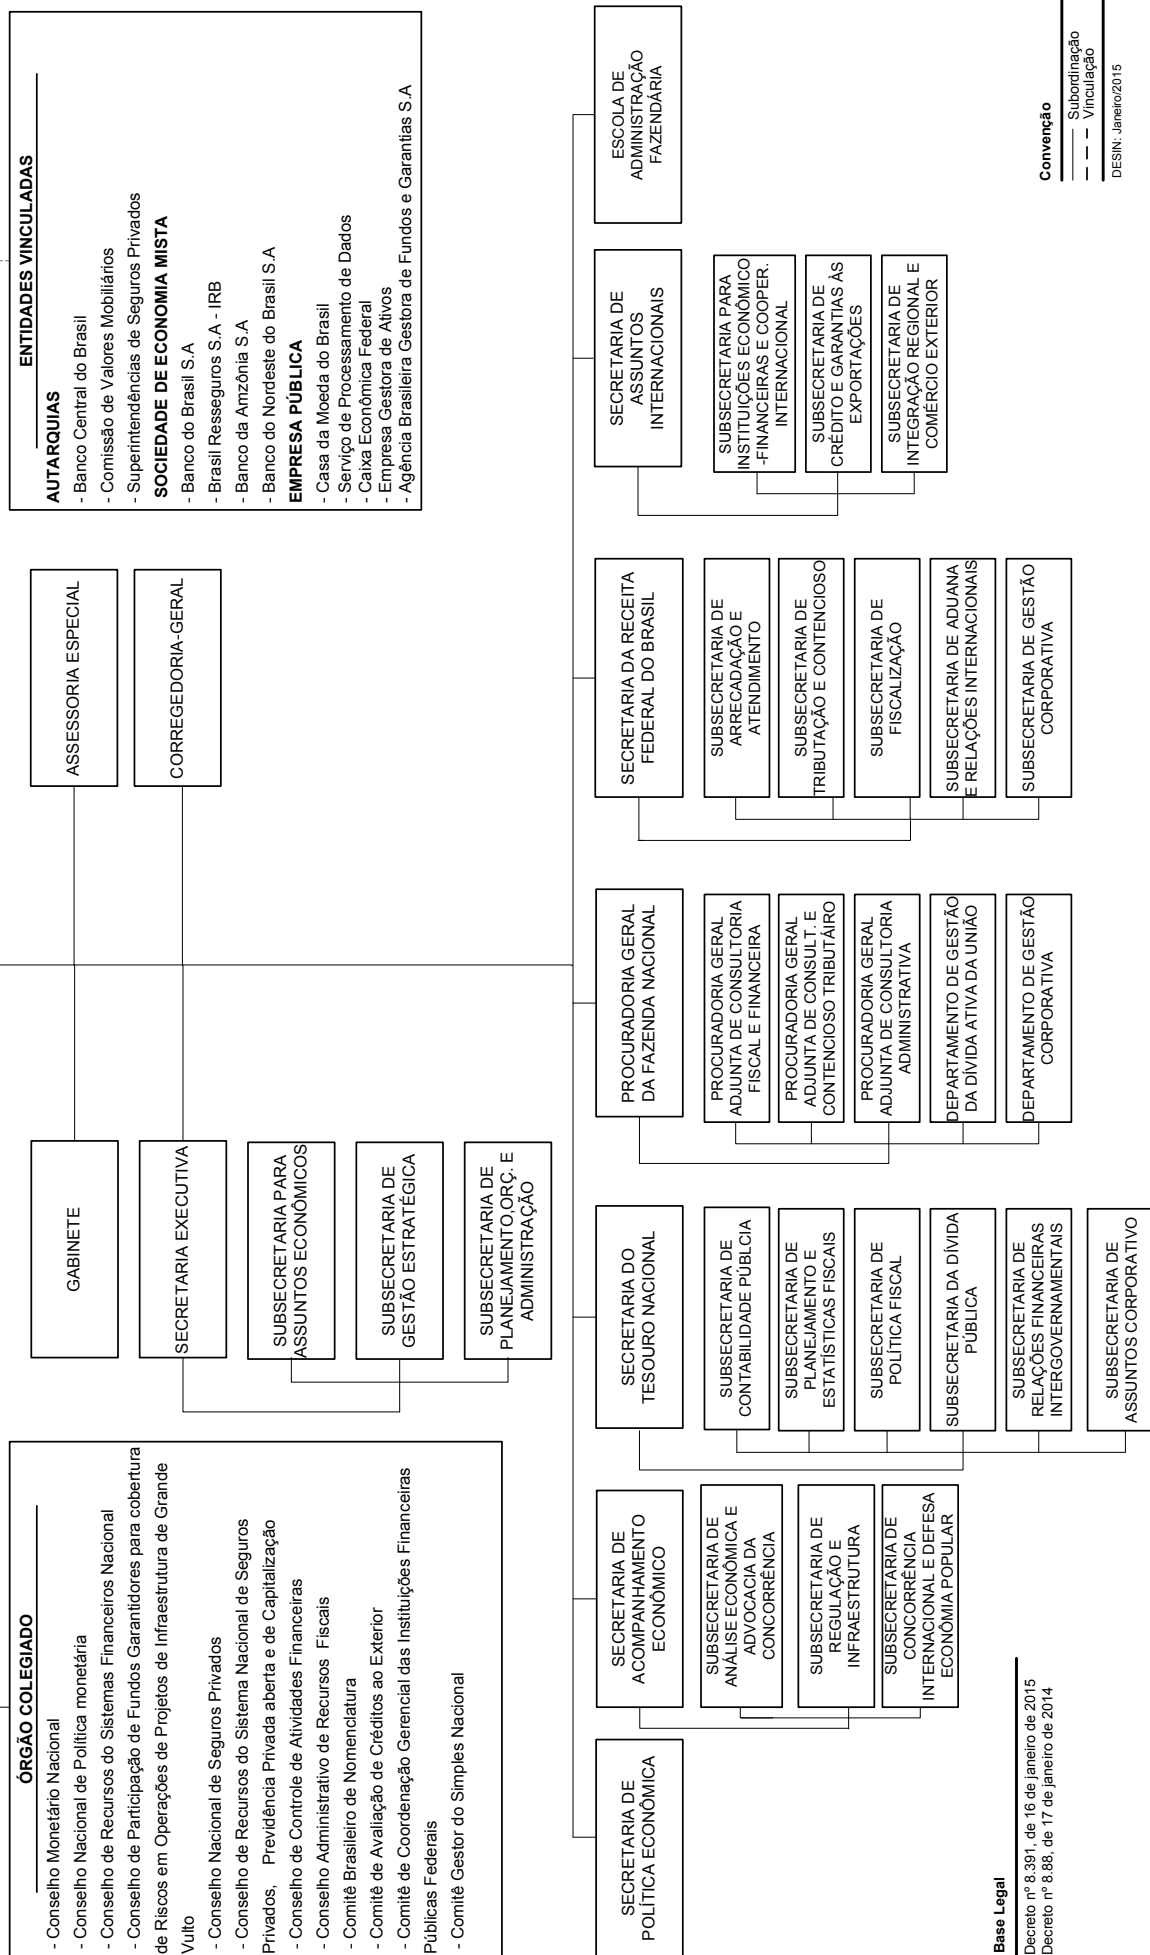 ÓRGÃO COLEGIADO
- Conselho Monetário Nacional
- Conselho Nacional de Política monetária
- Conselho de Recursos do Sistemas Financeiros Nacional
- Conselho de Participação de Fundos Garantidores para cobertura
de Riscos em Operações de Projetos de Infraestrutura de Grande
Vulto
- Conselho Nacional de Seguros Privados
- Conselho de Recursos do Sistema Nacional de Seguros
Privados, Previdência Privada aberta e de Capitalização
- Conselho de Controle de Atividades Financeiras
- Conselho Administrativo de Recursos Fiscais
- Comitê Brasileiro de Nomenclatura
- Comitê de Avaliação de Créditos ao Exterior
- Comitê de Coordenação Gerencial das Instituições Financeiras
Públicas Federais
- Comitê Gestor do Simples Nacional
GABINETE
SECRETARIA EXECUTIVA
SUBSECRETARIA PARA
ASSUNTOS ECONÔMICOS
SUBSECRETARIA DE
GESTÃO ESTRATÉGICA
SUBSECRETARIA DE
PLANEJAMENTO,ORÇ. E
ADMINISTRAÇÃO
ASSESSORIA ESPECIAL
CORREGEDORIA-GERAL
ENTIDADES VINCULADAS
AUTARQUIAS
- Banco Central do Brasil
- Comissão de Valores Mobiliários
- Superintendências de Seguros Privados
SOCIEDADE DE ECONOMIA MISTA
- Banco do Brasil S.A
- Brasil Resseguros S.A - IRB
- Banco da Amzônia S.A
- Banco do Nordeste do Brasil S.A
EMPRESA PÚBLICA
- Casa da Moeda do Brasil
- Serviço de Processamento de Dados
- Caixa Econômica Federal
- Empresa Gestora de Ativos
- Agência Brasileira Gestora de Fundos e Garantias S.A
SECRETARIA DE
POLÍTICA ECONÔMICA
SECRETARIA DE
ACOMPANHAMENTO
ECONÔMICO
SUBSECRETARIA DE
ANÁLISE ECONÔMICA E
ADVOCACIA DA
CONCORRÊNCIA
SUBSECRETARIA DE
REGULAÇÃO E
INFRAESTRUTURA
SUBSECRETARIA DE
CONCORRÊNCIA
INTERNACIONAL E DEFESA
ECONÔMIA POPULAR
SECRETARIA DO
TESOURO NACIONAL
SUBSECRETARIA DE
CONTABILIDADE PÚBLCIA
SUBSECRETARIA DE
PLANEJAMENTO E
ESTATÍSTICAS FISCAIS
SUBSECRETARIA DE
POLÍTICA FISCAL
SUBSECRETARIA DA DÍVIDA
PÚBLICA
SUBSECRETARIA DE
RELAÇÕES FINANCEIRAS
INTERGOVERNAMENTAIS
SUBSECRETARIA DE
ASSUNTOS CORPORATIVO
PROCURADORIA GERAL
DA FAZENDA NACIONAL
PROCURADORIA GERAL
ADJUNTA DE CONSULTORIA
FISCAL E FINANCEIRA
PROCURADORIA GERAL
ADJUNTA DE CONSULT. E
CONTENCIOSO TRIBUTÁIRO
PROCURADORIA GERAL
ADJUNTA DE CONSULTORIA
ADMINISTRATIVA
DEPARTAMENTO DE GESTÃO
DA DÍVIDA ATIVA DA UNIÃO
DEPARTAMENTO DE GESTÃO
CORPORATIVA
SECRETARIA DA RECEITA
FEDERAL DO BRASIL
SUBSECRETARIA DE
ARRECADAÇÃO E
ATENDIMENTO
SUBSECRETARIA DE
TRIBUTAÇÃO E CONTENCIOSO
SUBSECRETARIA DE
FISCALIZAÇÃO
SUBSECRETARIA DE ADUANA
E RELAÇÕES INTERNACIONAIS
SUBSECRETARIA DE GESTÃO
CORPORATIVA
SECRETARIA DE
ASSUNTOS
INTERNACIONAIS
SUBSECRETARIA PARA
INSTITUIÇÕES ECONÔMICO
-FINANCEIRAS E COOPER.
INTERNACIONAL
SUBSECRETARIA DE
CRÉDITO E GARANTIAS ÀS
EXPORTAÇÕES
SUBSECRETARIA DE
INTEGRAÇÃO REGIONAL E
COMÉRCIO EXTERIOR
ESCOLA DE
ADMINISTRAÇÃO
FAZENDÁRIA
Base Legal
Decreto nº 8.391, de 16 de janeiro de 2015
Decreto nº 8.88, de 17 de janeiro de 2014
Convenção
Subordinação
Vinculação
DESIN: Janeiro/2015